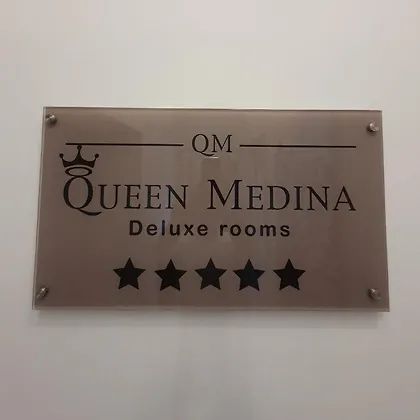 QM
QUEEN MEDINA
Deluxe rooms